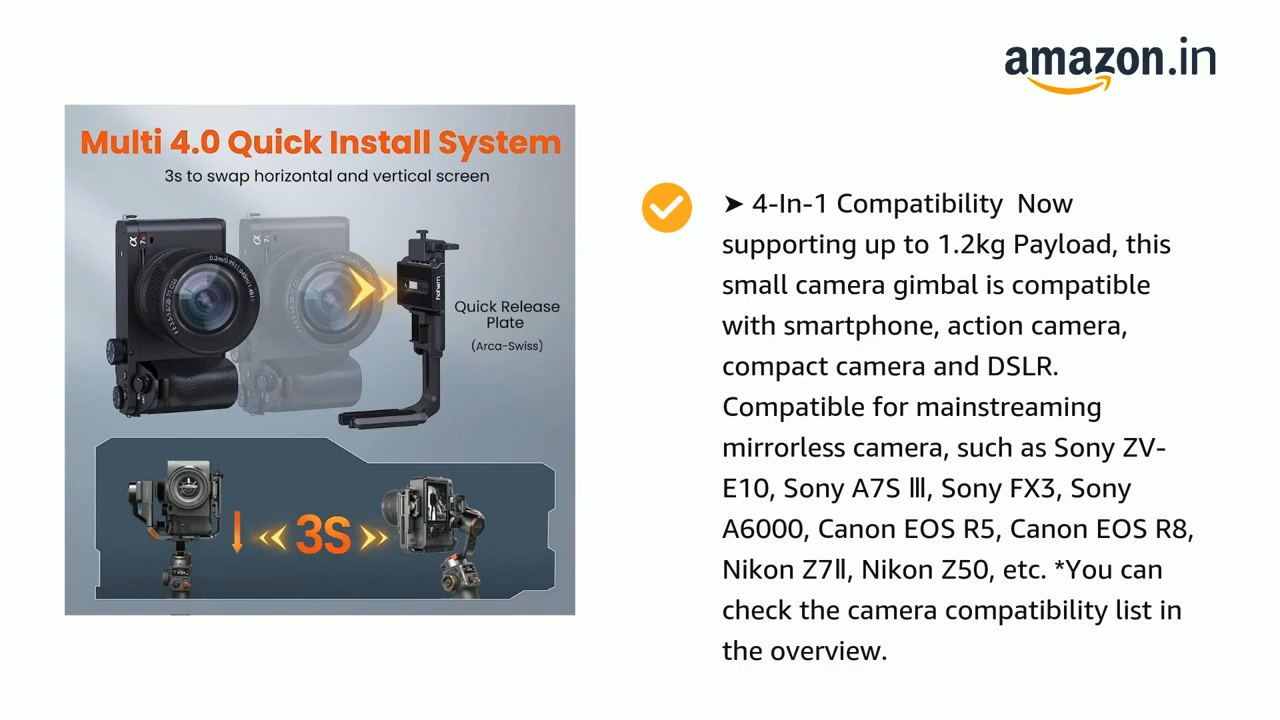 amazon.in
Multi 4.0 Quick Install System
3s to swap horizontal and vertical screen
Quick Release
Plate
(Arca-Swiss)
hohem
3S
➤ 4-In-1 Compatibility Now
supporting up to 1.2kg Payload, this
small camera gimbal is compatible
with smartphone, action camera,
compact camera and DSLR.
Compatible for mainstreaming
mirrorless camera, such as Sony ZV-
E10, Sony A7S Ⅲ, Sony FX3, Sony
A6000, Canon EOS R5, Canon EOS R8,
Nikon Z7Ⅱ, Nikon Z50, etc. *You can
check the camera compatibility list in
the overview.